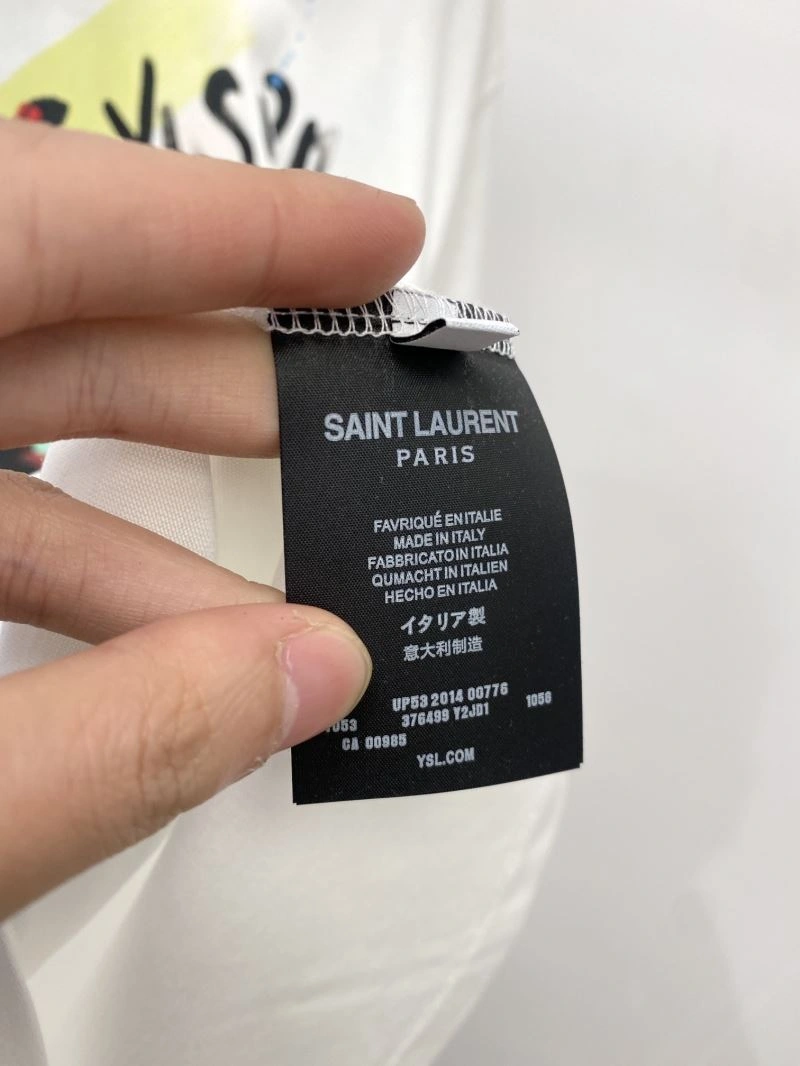 SAINT LAURENT
PARIS
FAVRIQUÉ EN ITALIE
MADE IN ITALY
FABBRICATO IN ITALIA
QUMACHT IN ITALIEN
HECHO EN ITALIA
イタリア製
意大利制造
UP53 2014 00776
376499 Y2JD1
1058
CA 00985
YSL.COM